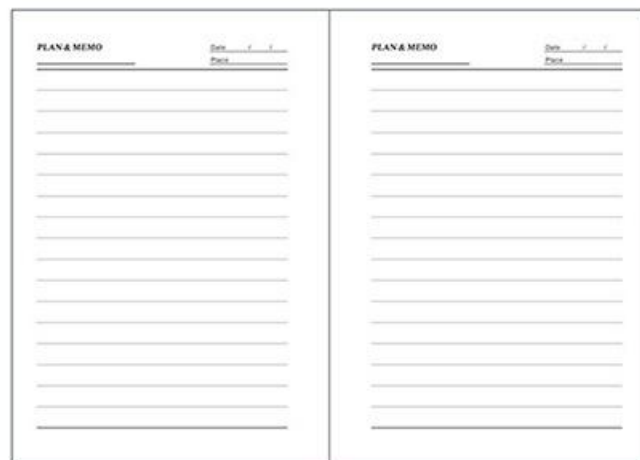 PLAN & MEMO
Date / /
Place
PLAN & MEMO
Date / /
Place